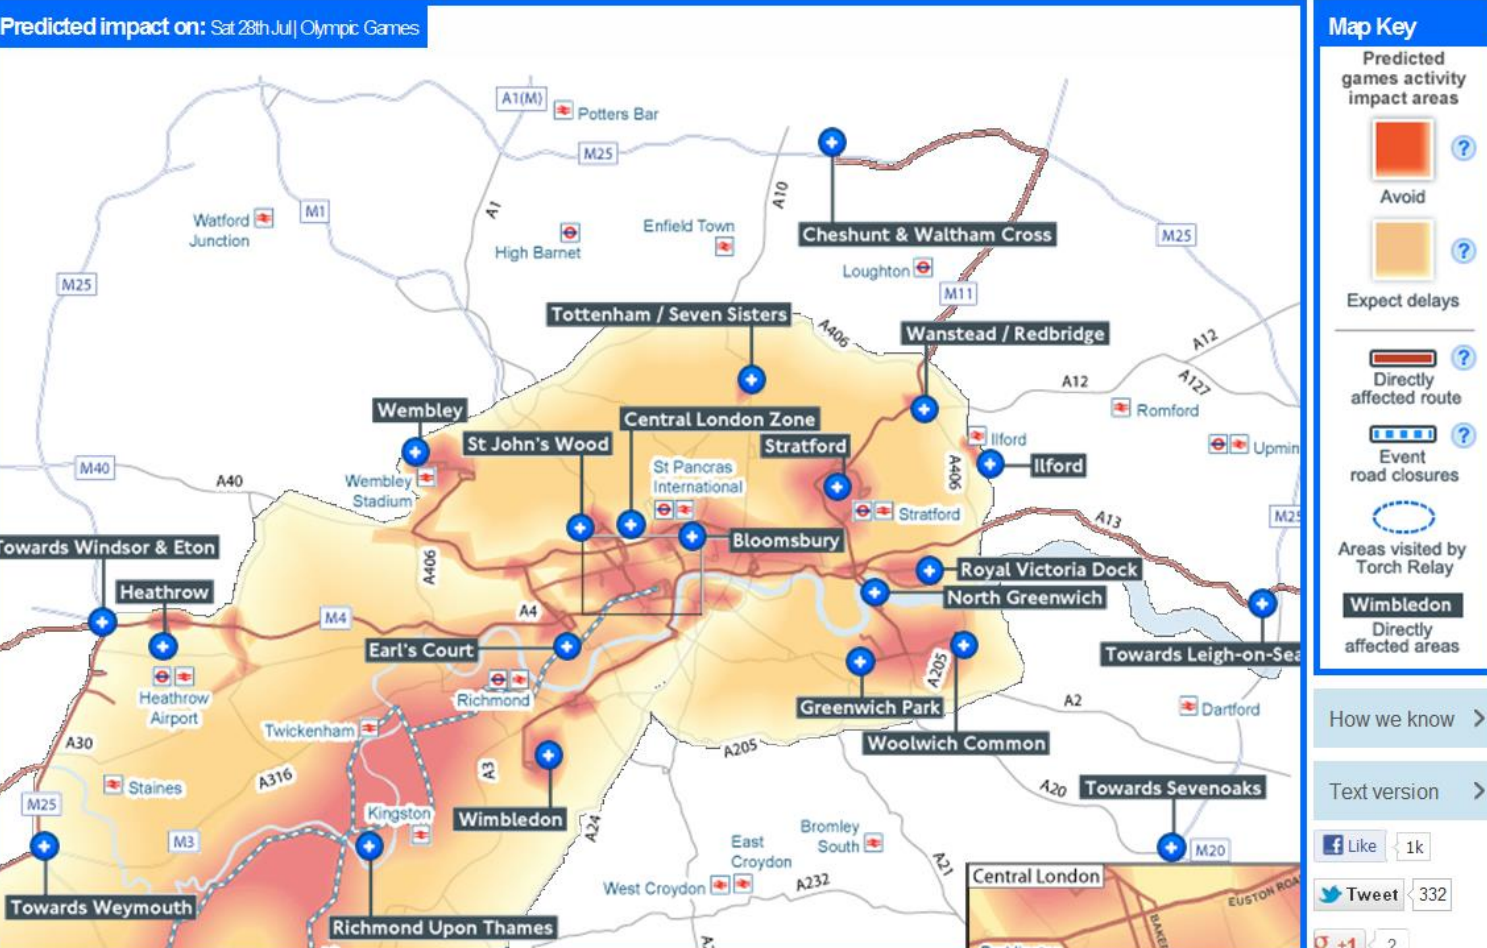 Predicted impact on: Sat 28th Jul | Olympic Games
Map Key
Predicted
games activity
impact areas
?
Avoid
?
Expect delays
?
Directly
affected route
?
Event
road closures
Areas visited by
Torch Relay
Wimbledon
Directly
affected areas
How we know
Text version
Like
1k
Tweet
332
+1
2
A1(M)
Potters Bar
M25
A10
A1
M1
Watford
Junction
High Barnet
Enfield Town
Cheshunt & Waltham Cross
M25
Loughton
M11
M25
Tottenham / Seven Sisters
A406
Wanstead / Redbridge
A12
A12
A127
Romford
Wembley
Central London Zone
St John's Wood
Stratford
Ilford
Ilford
A406
Upmin
M40
A40
Wembley
Stadium
St Pancras
International
Stratford
M25
A13
Towards Windsor & Eton
Bloomsbury
A406
Royal Victoria Dock
North Greenwich
Heathrow
A4
M4
Earl's Court
Towards Leigh-on-Sea
A205
Heathrow
Airport
Richmond
Greenwich Park
A2
Dartford
Twickenham
Woolwich Common
A205
A30
A316
A3
Staines
M25
Kingston
Wimbledon
A24
A20
Towards Sevenoaks
M3
East
Croydon
Bromley
South
M20
A21
West Croydon
A232
Central London
EUSTON ROA
BAKE
Towards Weymouth
Richmond Upon Thames